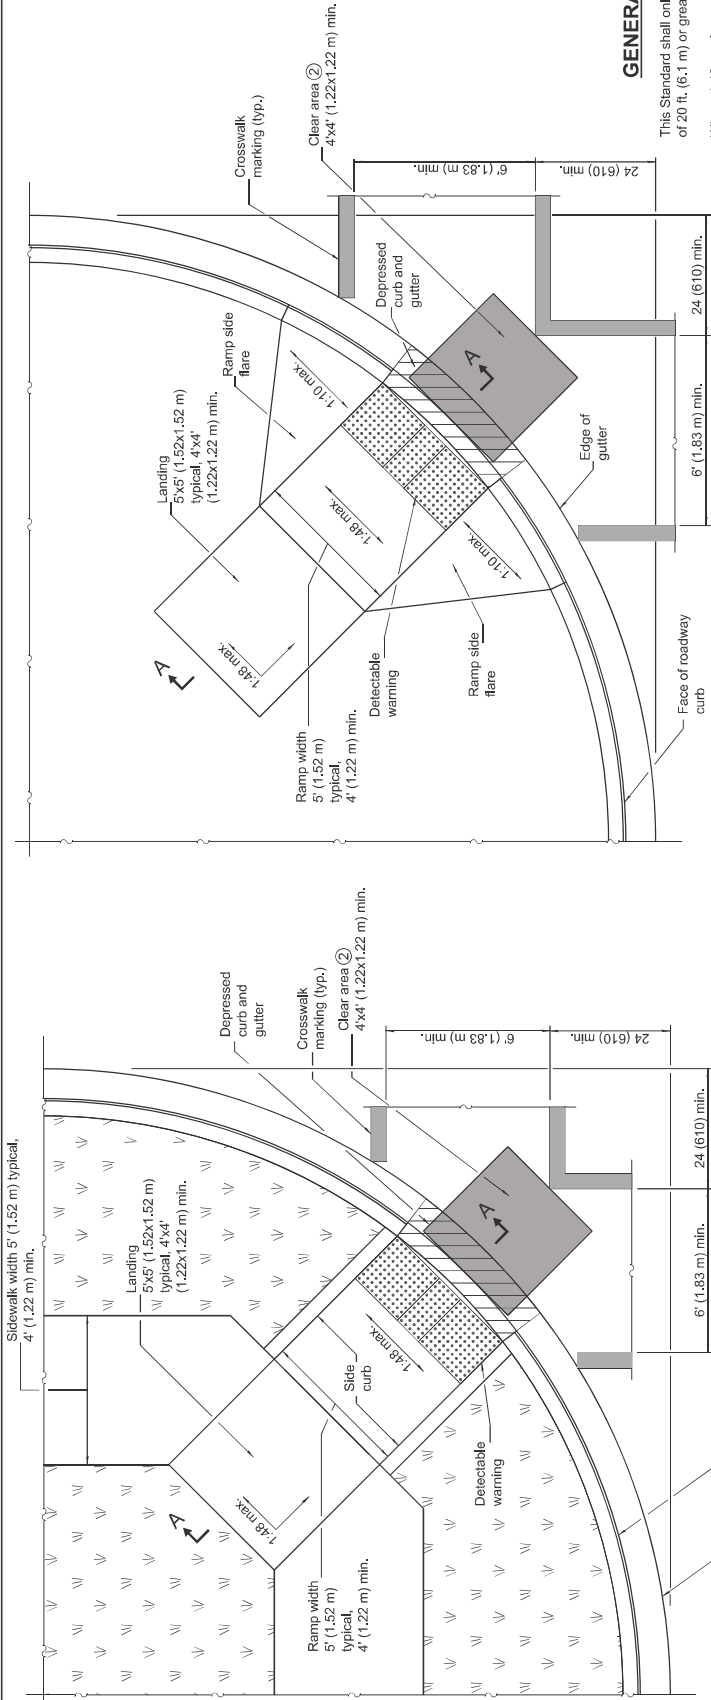 Sidewalk width 5' (1.52 m) typical,
4' (1.22 m) min.
Landing
5'x5' (1.52x1.52 m)
typical, 4'x4'
(1.22x1.22 m) min.
Depressed
curb and
gutter
Crosswalk
marking (typ.)
Clear area ②
4'x4' (1.22x1.22 m) min.
A
1:48 max.
Side
curb
1:48 max.
A
6' (1.83 m) min.
24 (610) min.
Ramp width
5' (1.52 m)
typical,
4' (1.22 m) min.
Detectable
warning
6' (1.83 m) min.
24 (610) min.
Crosswalk
marking (typ.)
Clear area ②
4'x4' (1.22x1.22 m) min.
Landing
5'x5' (1.52x1.52 m)
typical, 4'x4'
(1.22x1.22 m) min.
Ramp side
flare
Depressed
curb and
gutter
1:10 max.
A
1:48 max.
1:48 max.
A
1:10 max.
6' (1.83 m) min.
24 (610) min.
Ramp width
5' (1.52 m)
typical,
4' (1.22 m) min.
Detectable
warning
Ramp side
flare
Edge of
gutter
Face of roadway
curb
6' (1.83 m) min.
24 (610) min.
GENERA
This Standard shall onl
of 20 ft. (6.1 m) or grea